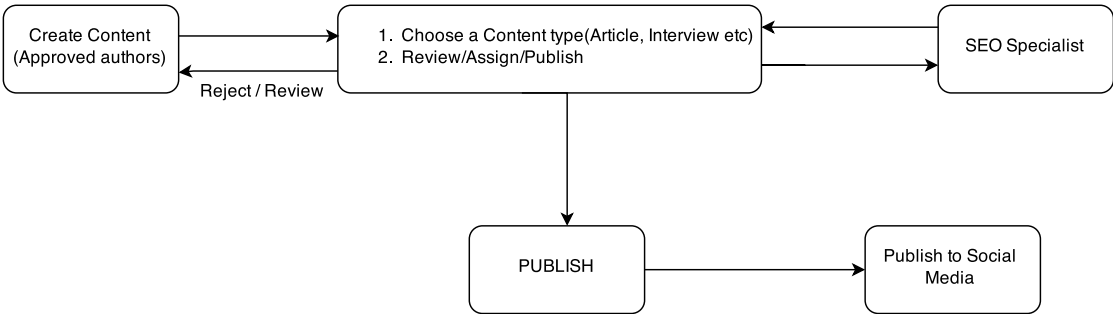 Create Content
(Approved authors)
1. Choose a Content type(Article, Interview etc)
2. Review/Assign/Publish
SEO Specialist
Reject / Review
PUBLISH
Publish to Social
Media